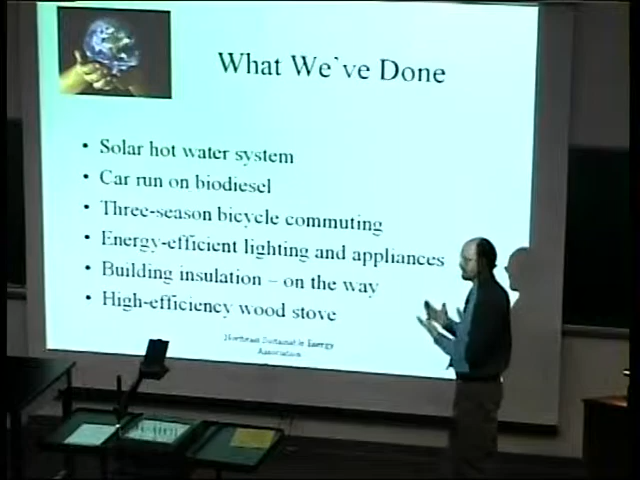 What We`ve Done
• Solar hot water system
• Car run on biodiesel
• Three-season bicycle commuting
• Energy-efficient lighting and appliances
• Building insulation – on the way
• High-efficiency wood stove
Northeast Sustainable Energy
Association